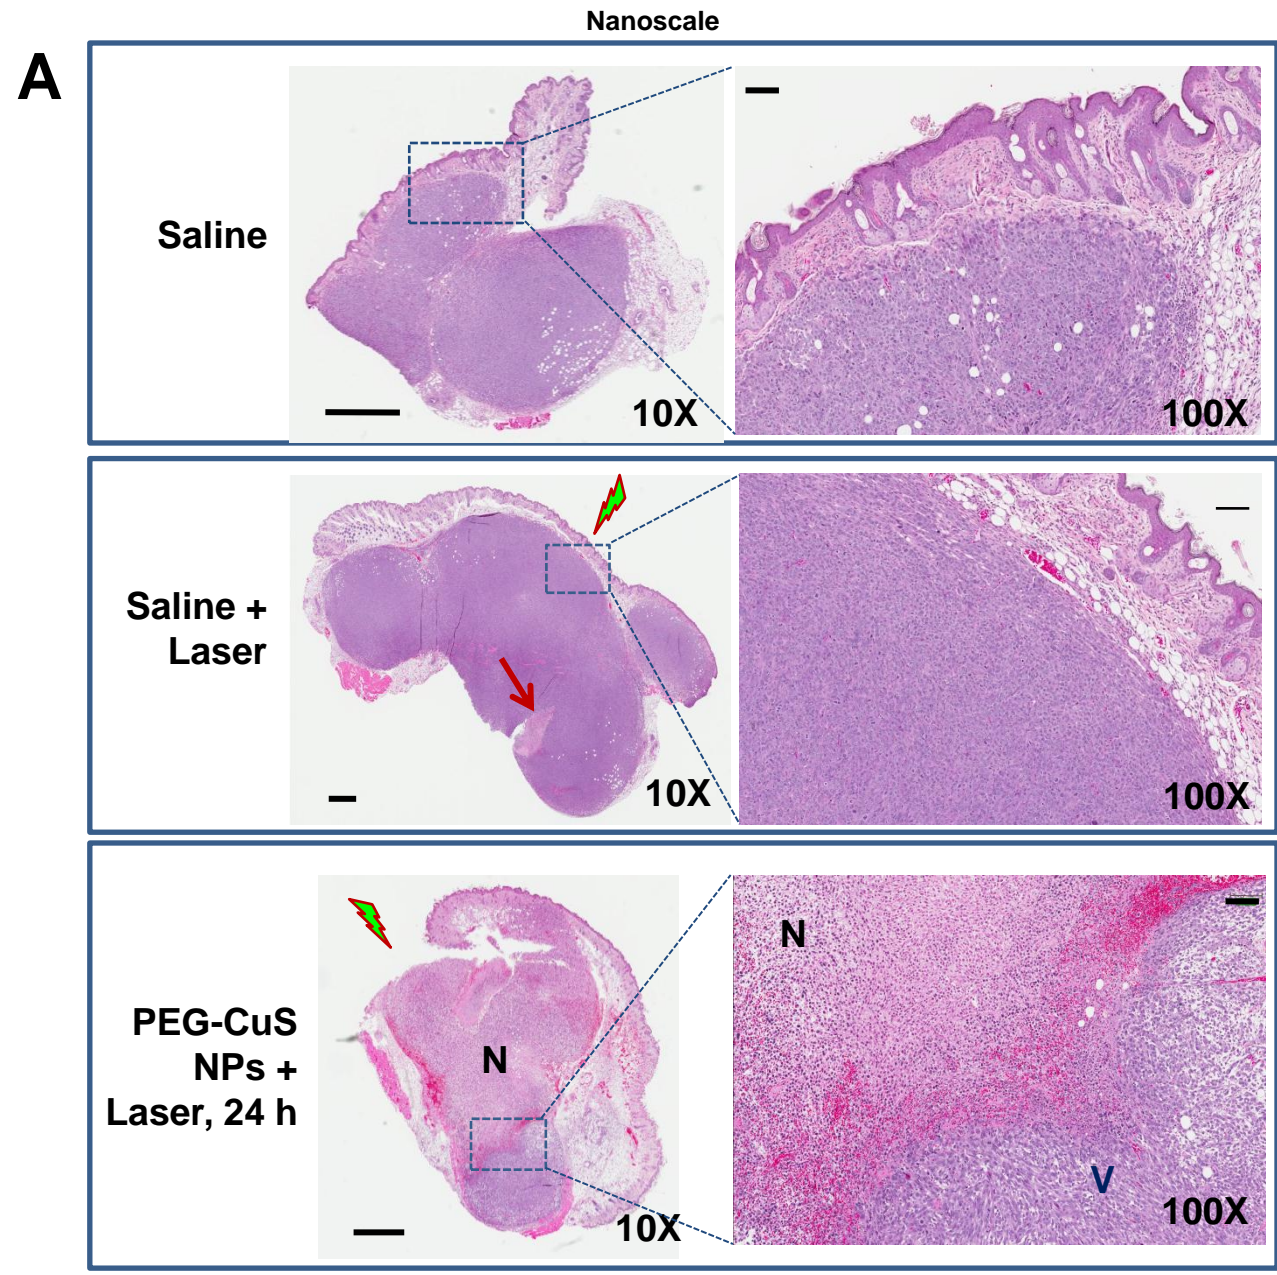 Nanoscale
A
Saline
10X
100X
Saline +
Laser
10X
100X
PEG-CuS
NPs +
Laser, 24 h
N
10X
N
V
100X